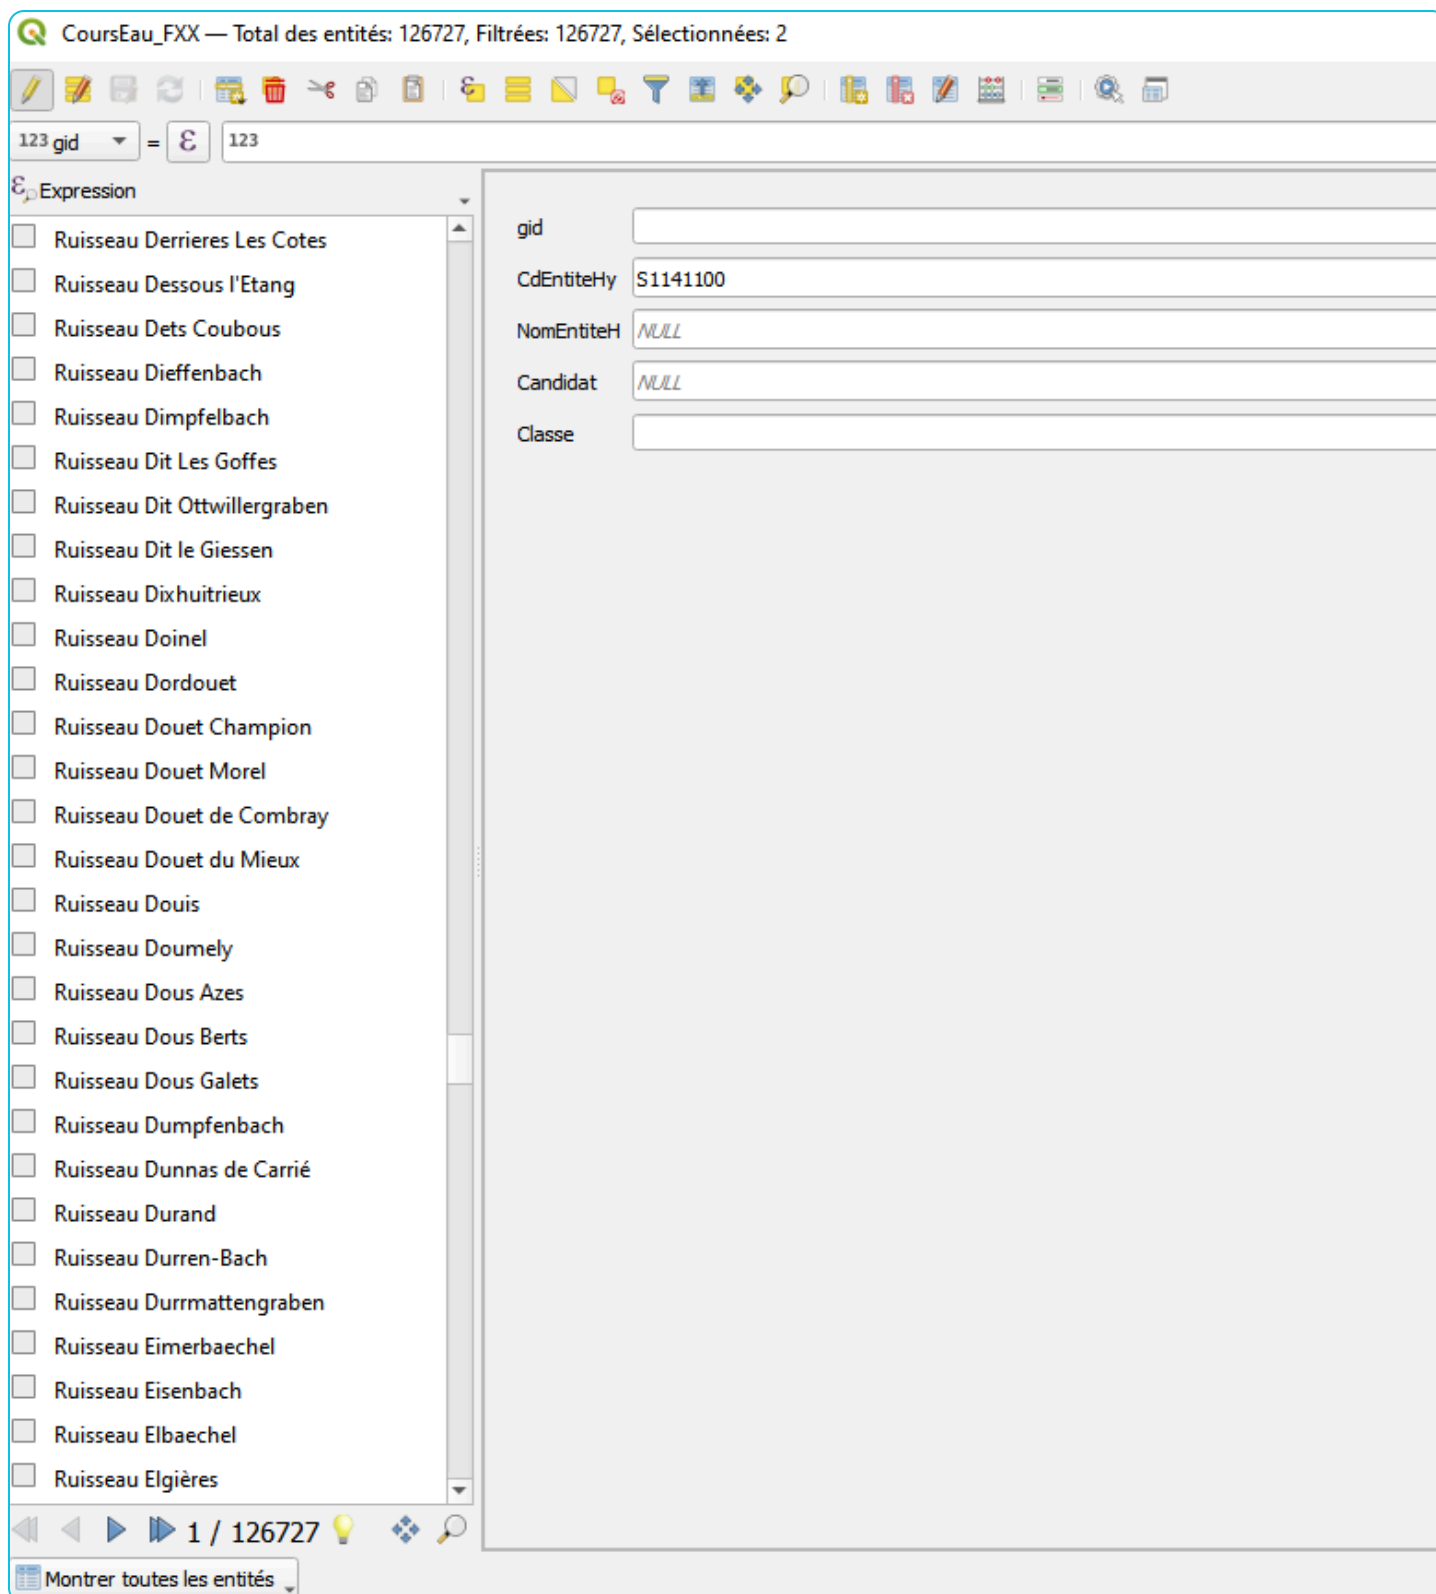 CoursEau_FXX — Total des entités: 126727, Filtrées: 126727, Sélectionnées: 2
123 gid = ε 123
Expression
Ruisseau Derrieres Les Cotes
Ruisseau Dessous l'Etang
Ruisseau Dets Coubous
Ruisseau Dieffenbach
Ruisseau Dimpfelbach
Ruisseau Dit Les Goffes
Ruisseau Dit Ottwillergraben
Ruisseau Dit le Giessen
Ruisseau Dixhuitrieux
Ruisseau Doinel
Ruisseau Dordouet
Ruisseau Douet Champion
Ruisseau Douet Morel
Ruisseau Douet de Combray
Ruisseau Douet du Mieux
Ruisseau Douis
Ruisseau Doumely
Ruisseau Dous Azes
Ruisseau Dous Berts
Ruisseau Dous Galets
Ruisseau Dumpfenbach
Ruisseau Dunnas de Carrié
Ruisseau Durand
Ruisseau Durren-Bach
Ruisseau Durrmattengraben
Ruisseau Eimerbaechel
Ruisseau Eisenbach
Ruisseau Elbaechel
Ruisseau Elgières
1 / 126727
Montrer toutes les entités
gid
CdEntiteHy S1141100
NomEntiteH NULL
Candidat NULL
Classe